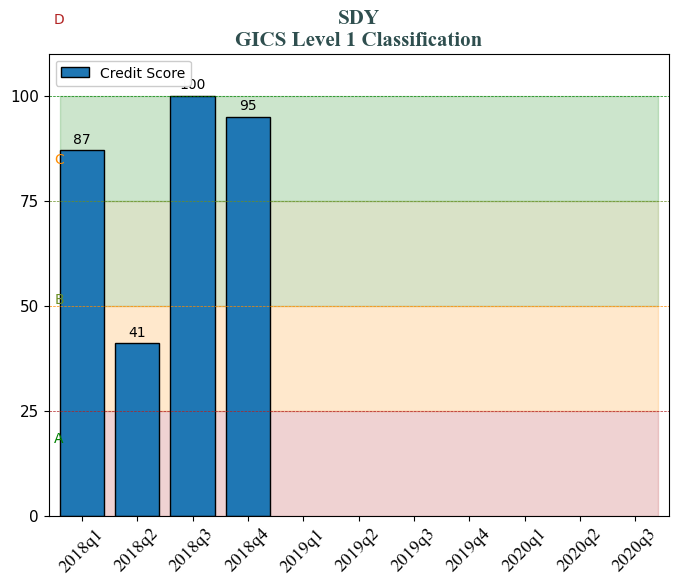 D
SDY
GICS Level 1 Classification
Credit Score
100
100
95
87
C
75
50
B
41
25
A
0
2018q1
2018q2
2018q3
2018q4
2019q1
2019q2
2019q3
2019q4
2020q1
2020q2
2020q3